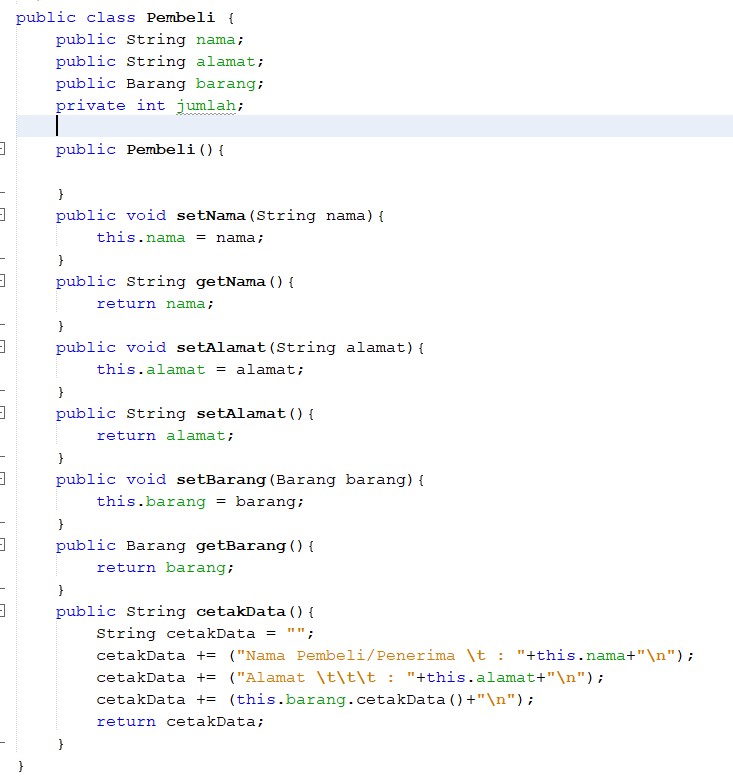 public class Pembeli {
    public String nama;
    public String alamat;
    public Barang barang;
    private int jumlah;

    public Pembeli(){

    }
    public void setNama(String nama){
        this.nama = nama;
    }
    public String getNama(){
        return nama;
    }
    public void setAlamat(String alamat){
        this.alamat = alamat;
    }
    public String setAlamat(){
        return alamat;
    }
    public void setBarang(Barang barang){
        this.barang = barang;
    }
    public Barang getBarang(){
        return barang;
    }
    public String cetakData(){
        String cetakData = "";
        cetakData += ("Nama Pembeli/Penerima \t : "+this.nama+"\n");
        cetakData += ("Alamat \t\t\t : "+this.alamat+"\n");
        cetakData += (this.barang.cetakData()+"\n");
        return cetakData;
    }
}